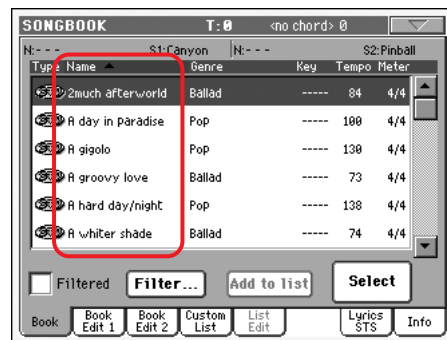 SONGBOOK T:0 <no chord> 0
N:--- S1:Canyon N:--- S2:Pinball
Type Name Genre Key Tempo Meter
2much afterworld Ballad ----- 84 4/4
A day in paradise Pop ----- 100 4/4
A gigolo Pop ----- 130 4/4
A groovy love Ballad ----- 73 4/4
A hard day/night Pop ----- 138 4/4
A whiter shade Ballad ----- 74 4/4
Filtered Filter... Add to list Select
Book Book Edit 1 Book Edit 2 Custom List List Edit Lyrics STS Info